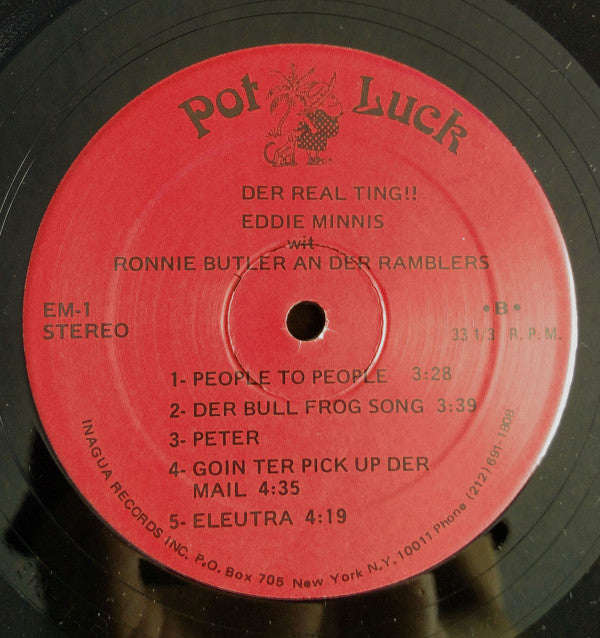 Pot Luck
DER REAL TING!!
EDDIE MINNIS
wit
RONNIE BUTLER AN DER RAMBLERS
EM-1
STEREO
•B•
33 1/3 R.P.M.
1- PEOPLE TO PEOPLE 3:28
2- DER BULL FROG SONG 3:39
3- PETER
4- GOIN TER PICK UP DER
MAIL 4:35
5- ELEUTRA 4:19
INAGUA RECORDS INC. P.O. Box 705 New York N.Y. 10011 Phone (212) 691-1808